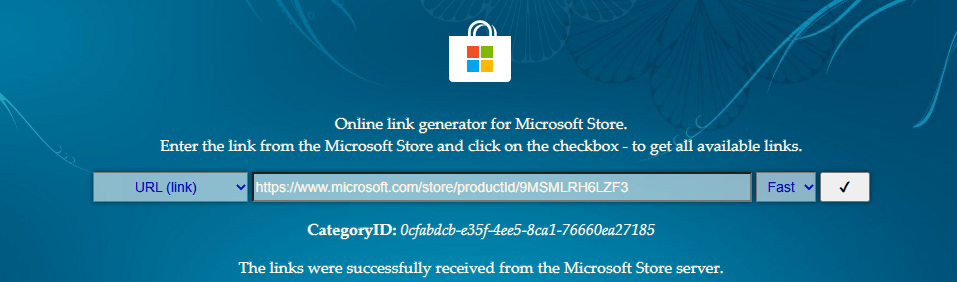 Online link generator for Microsoft Store.
Enter the link from the Microsoft Store and click on the checkbox - to get all available links.
URL (link) https://www.microsoft.com/store/productId/9MSMLRH6LZF3 Fast ✓
CategoryID: 0cfabdcb-e35f-4ee5-8ca1-76660ea27185
The links were successfully received from the Microsoft Store server.